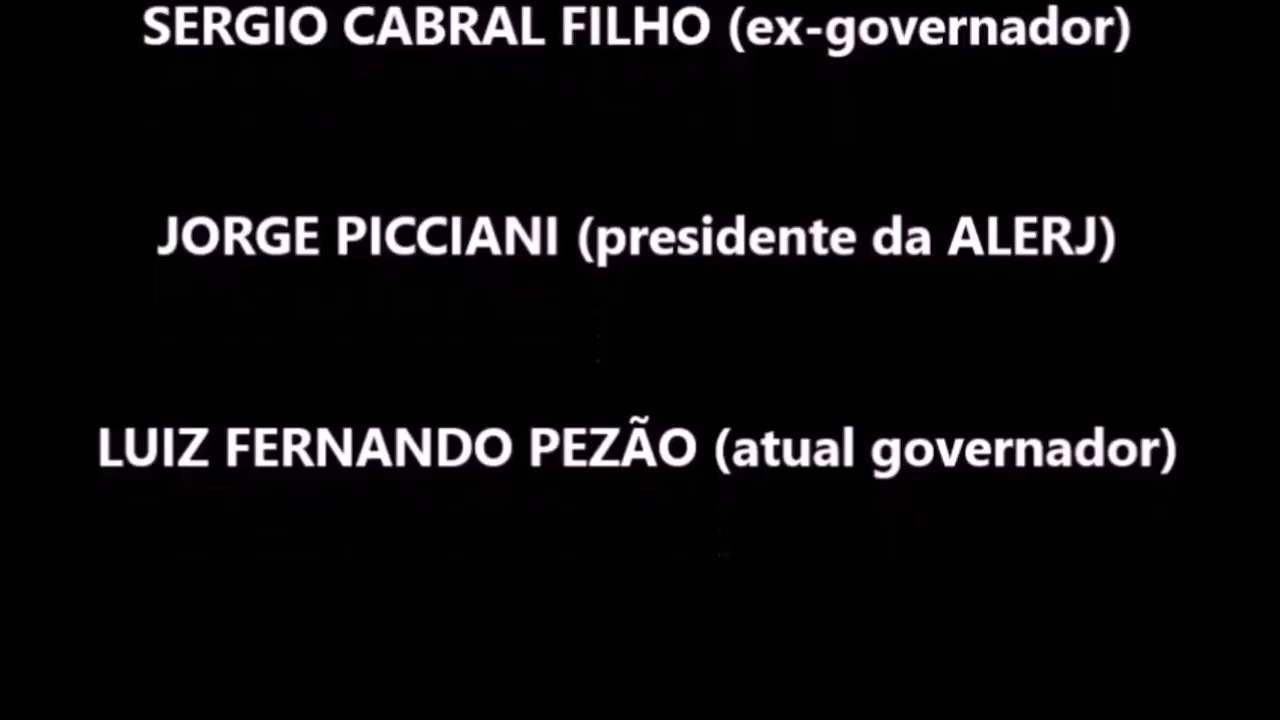 SERGIO CABRAL FILHO (ex-governador)
JORGE PICCIANI (presidente da ALERJ)
LUIZ FERNANDO PEZÃO (atual governador)